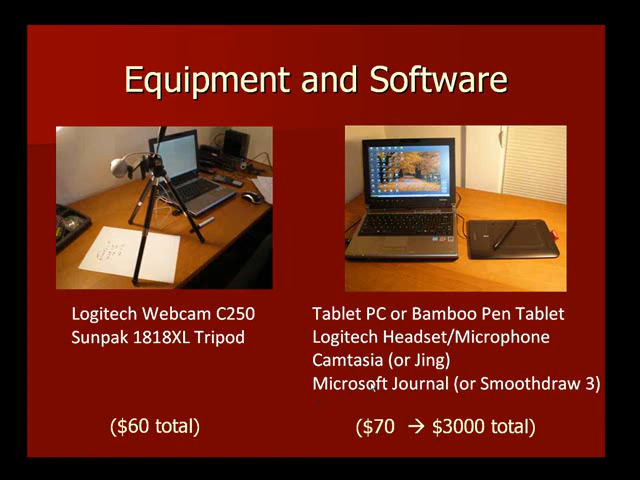 Equipment and Software
Logitech Webcam C250
Sunpak 1818XL Tripod
($60 total)
Tablet PC or Bamboo Pen Tablet
Logitech Headset/Microphone
Camtasia (or Jing)
Microsoft Journal (or Smoothdraw 3)
($70 → $3000 total)